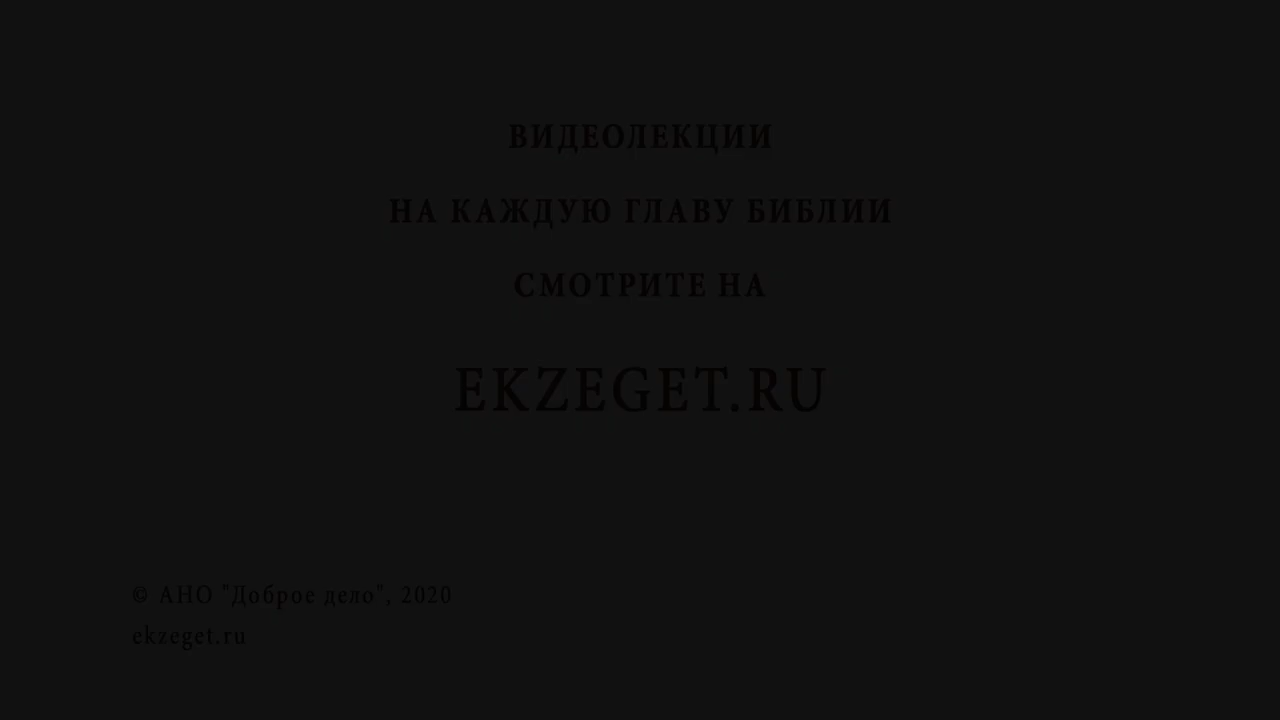 ВИДЕОЛЕКЦИИ
НА КАЖДУЮ ГЛАВУ БИБЛИИ
СМОТРИТЕ НА
EKZEGET.RU
© АНО "Доброе дело", 2020
ekzeget.ru